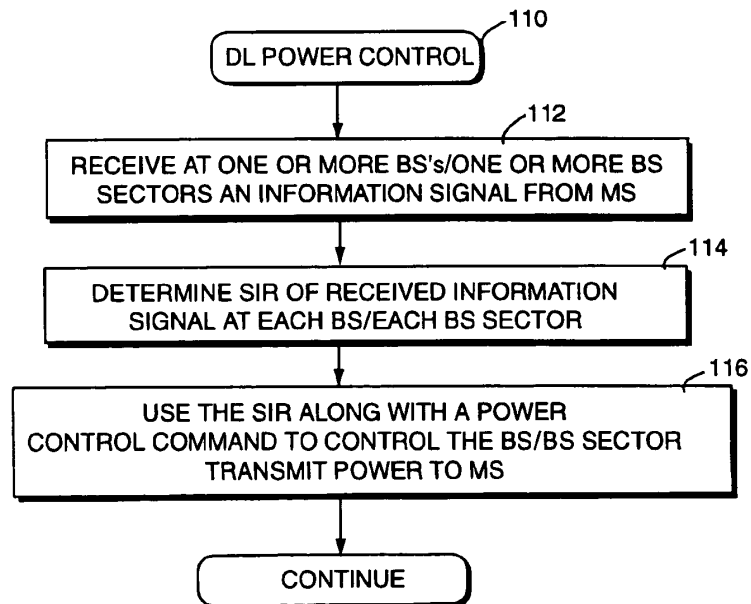 110
DL POWER CONTROL
112
RECEIVE AT ONE OR MORE BS's/ONE OR MORE BS
SECTORS AN INFORMATION SIGNAL FROM MS
114
DETERMINE SIR OF RECEIVED INFORMATION
SIGNAL AT EACH BS/EACH BS SECTOR
116
USE THE SIR ALONG WITH A POWER
CONTROL COMMAND TO CONTROL THE BS/BS SECTOR
TRANSMIT POWER TO MS
CONTINUE